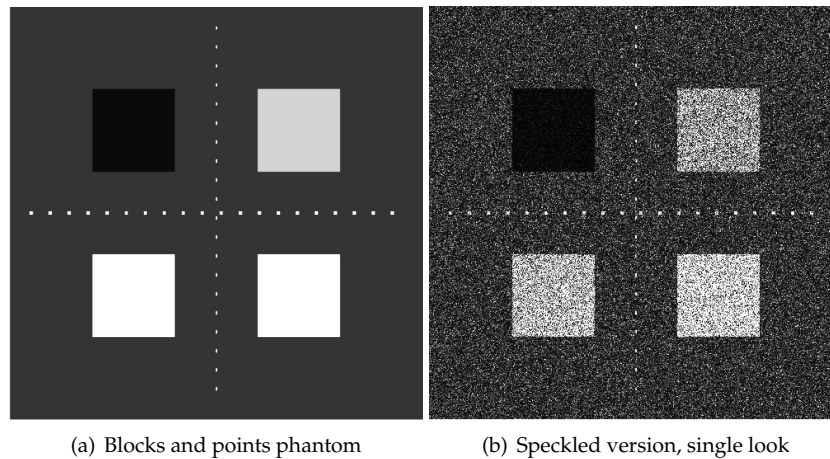 (a) Blocks and points phantom
(b) Speckled version, single look